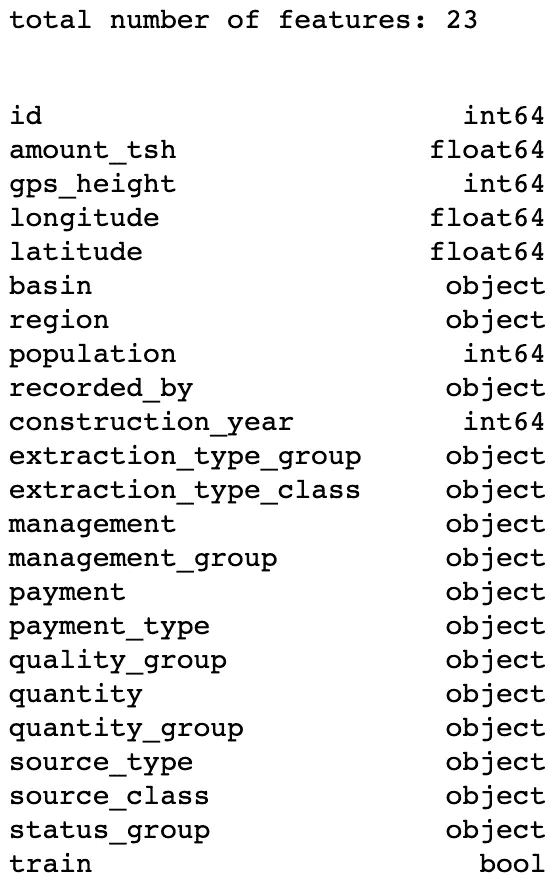 total number of features: 23
id int64
amount_tsh float64
gps_height int64
longitude float64
latitude float64
basin object
region object
population int64
recorded_by object
construction_year int64
extraction_type_group object
extraction_type_class object
management object
management_group object
payment object
payment_type object
quality_group object
quantity object
quantity_group object
source_type object
source_class object
status_group object
train bool